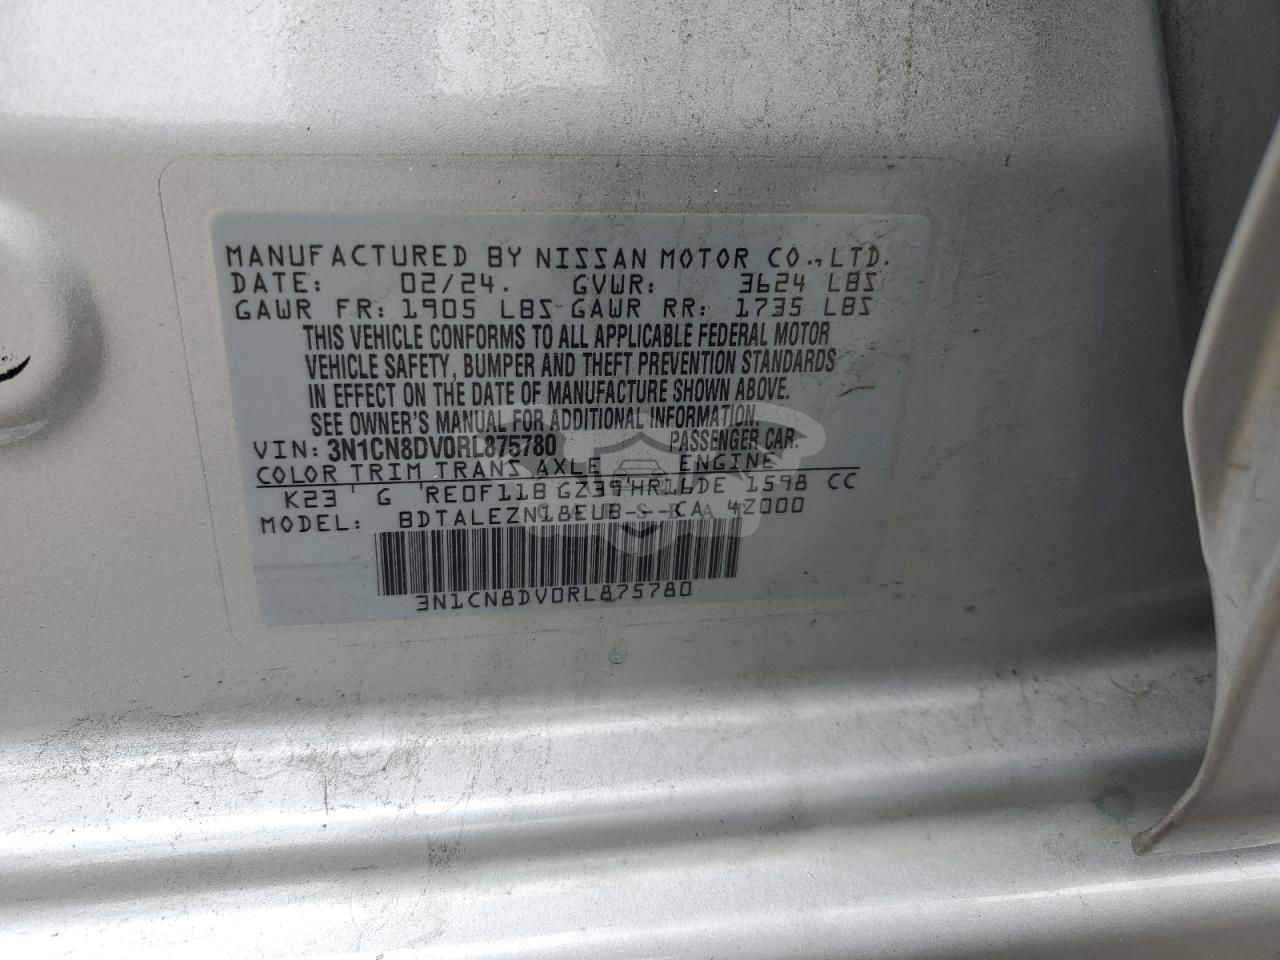 MANUFACTURED BY NISSAN MOTOR CO., LTD.
DATE: 02/24. GVWR: 3624 LBS
GAWR FR: 1905 LBS GAWR RR: 1735 LBS
THIS VEHICLE CONFORMS TO ALL APPLICABLE FEDERAL MOTOR
VEHICLE SAFETY, BUMPER AND THEFT PREVENTION STANDARDS
IN EFFECT ON THE DATE OF MANUFACTURE SHOWN ABOVE.
SEE OWNER'S MANUAL FOR ADDITIONAL INFORMATION.
VIN: 3N1CN8DV0RL875780 PASSENGER CAR.
COLOR TRIM TRANS AXLE ENGINE
K23 G RE0F11B GZ39 HR16DE 1598 CC
MODEL: BDTALEZN18EUB-S--KA 4Z000
3N1CN8DV0RL875780